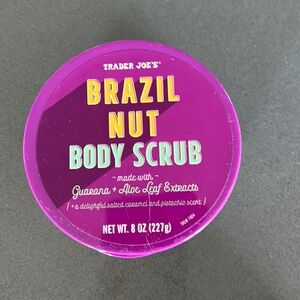 TRADER JOE'S
BRAZIL
NUT
BODY SCRUB
- made with -
Guarana + Aloe Leaf Extracts
{ + a delightful salted caramel and pistachio scent }
NET WT. 8 OZ (227g)